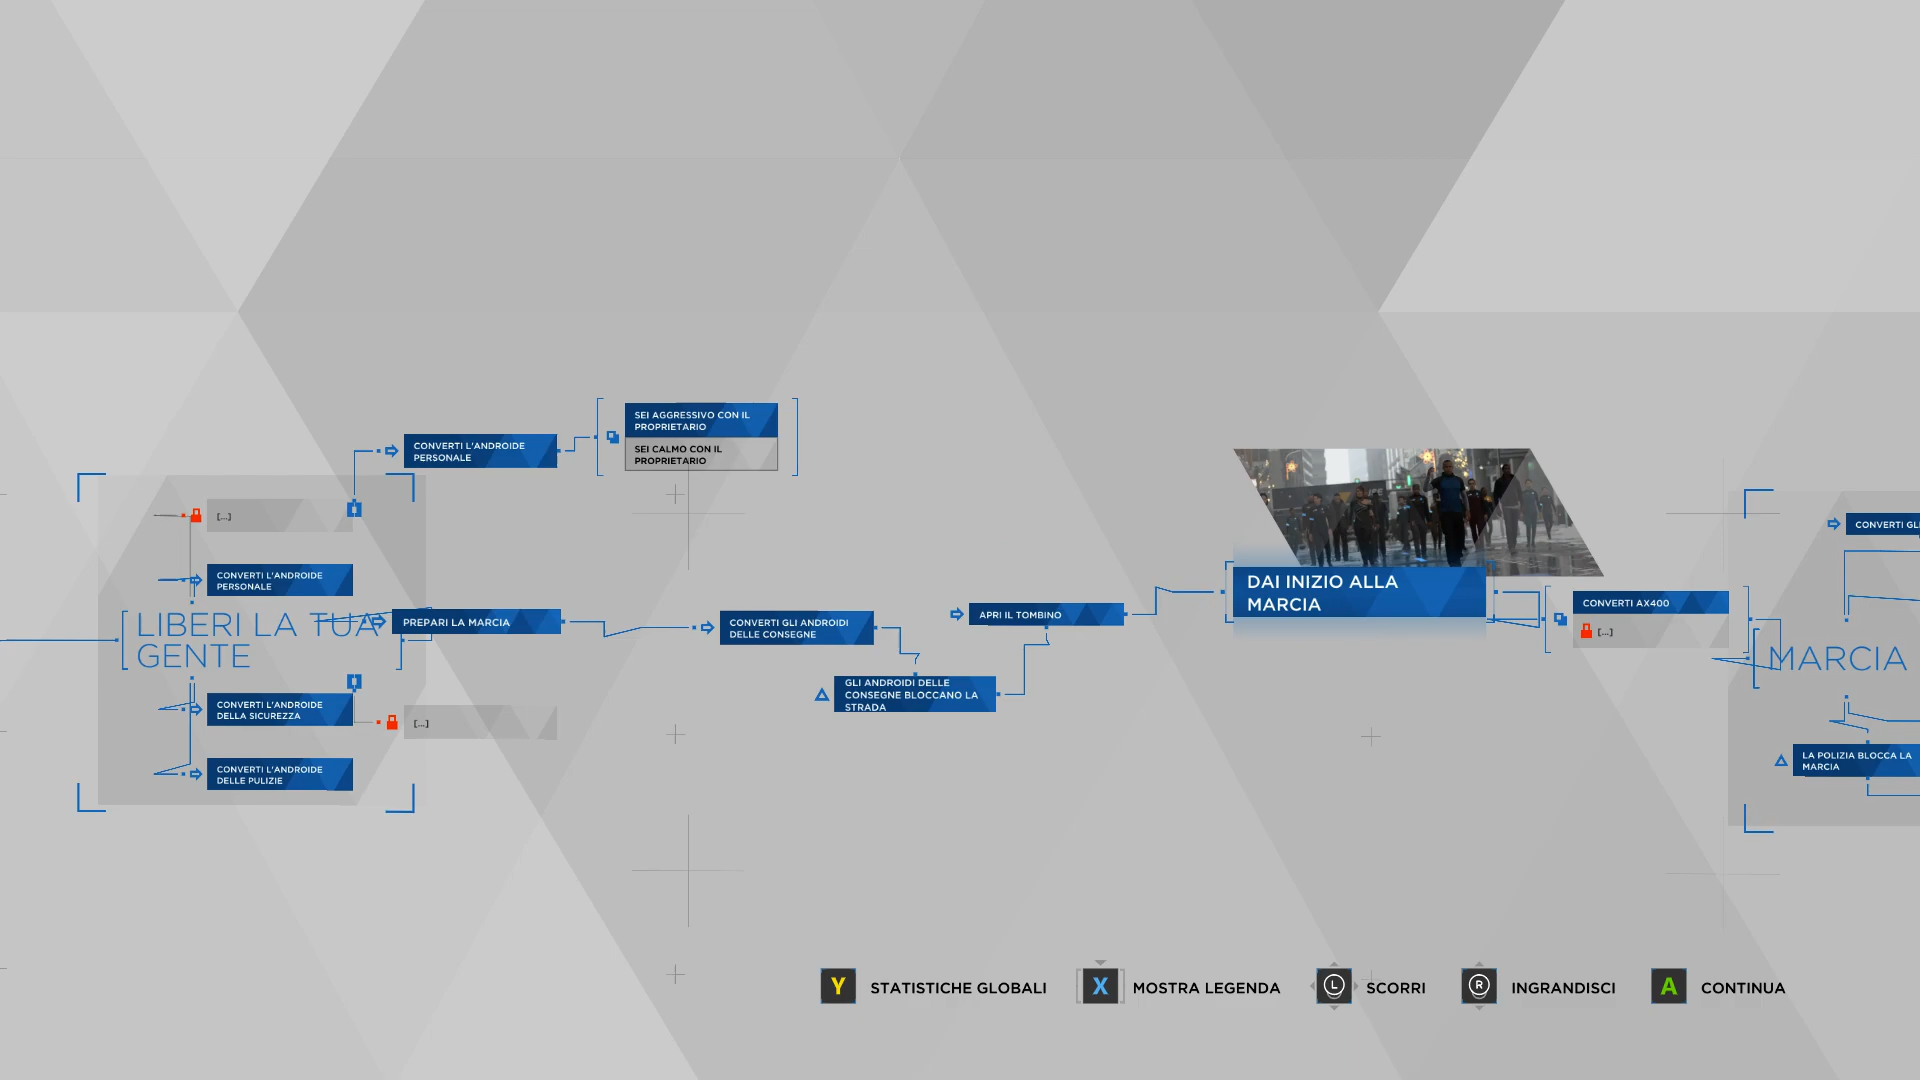 SEI AGGRESSIVO CON IL
PROPRIETARIO
SEI CALMO CON IL
PROPRIETARIO
CONVERTI L'ANDROIDE
PERSONALE
[...]
CONVERTI L'ANDROIDE
PERSONALE
LIBERI LA TUA
GENTE
PREPARI LA MARCIA
CONVERTI L'ANDROIDE
DELLA SICUREZZA
[...]
CONVERTI L'ANDROIDE
DELLE PULIZIE
CONVERTI GLI ANDROIDI
DELLE CONSEGNE
GLI ANDROIDI DELLE
CONSEGNE BLOCCANO LA
STRADA
APRI IL TOMBINO
DAI INIZIO ALLA
MARCIA
CONVERTI AX400
[...]
CONVERTI GLI
MARCIA
LA POLIZIA BLOCCA LA
MARCIA
Y STATISTICHE GLOBALI X MOSTRA LEGENDA L SCORRI R INGRANDISCI A CONTINUA